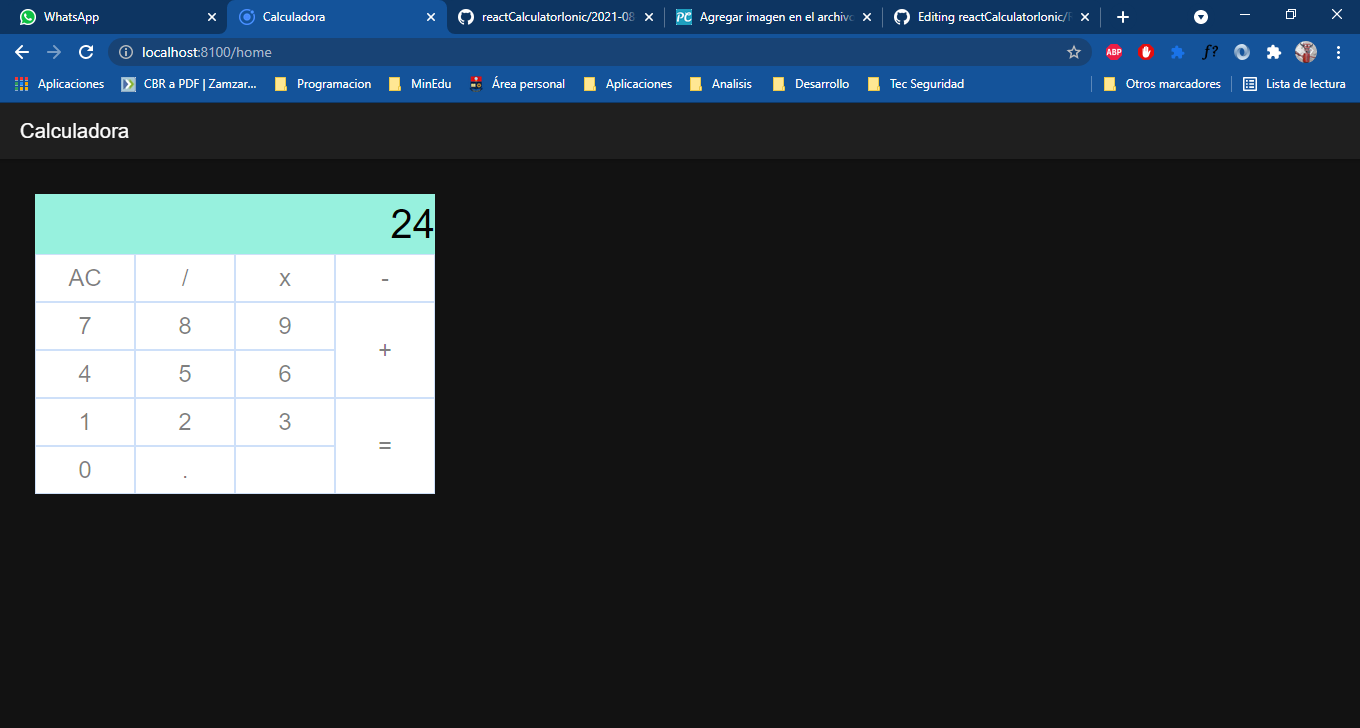 WhatsApp
Calculadora
reactCalculatorIonic/2021-08
Agregar imagen en el archivo
Editing reactCalculatorIonic/
localhost:8100/home
ABP
f?
Aplicaciones
CBR a PDF | Zamzar...
Programacion
MinEdu
Área personal
Aplicaciones
Analisis
Desarrollo
Tec Seguridad
Otros marcadores
Lista de lectura
Calculadora
24
AC / x -
7 8 9
+
4 5 6
1 2 3
=
0 .